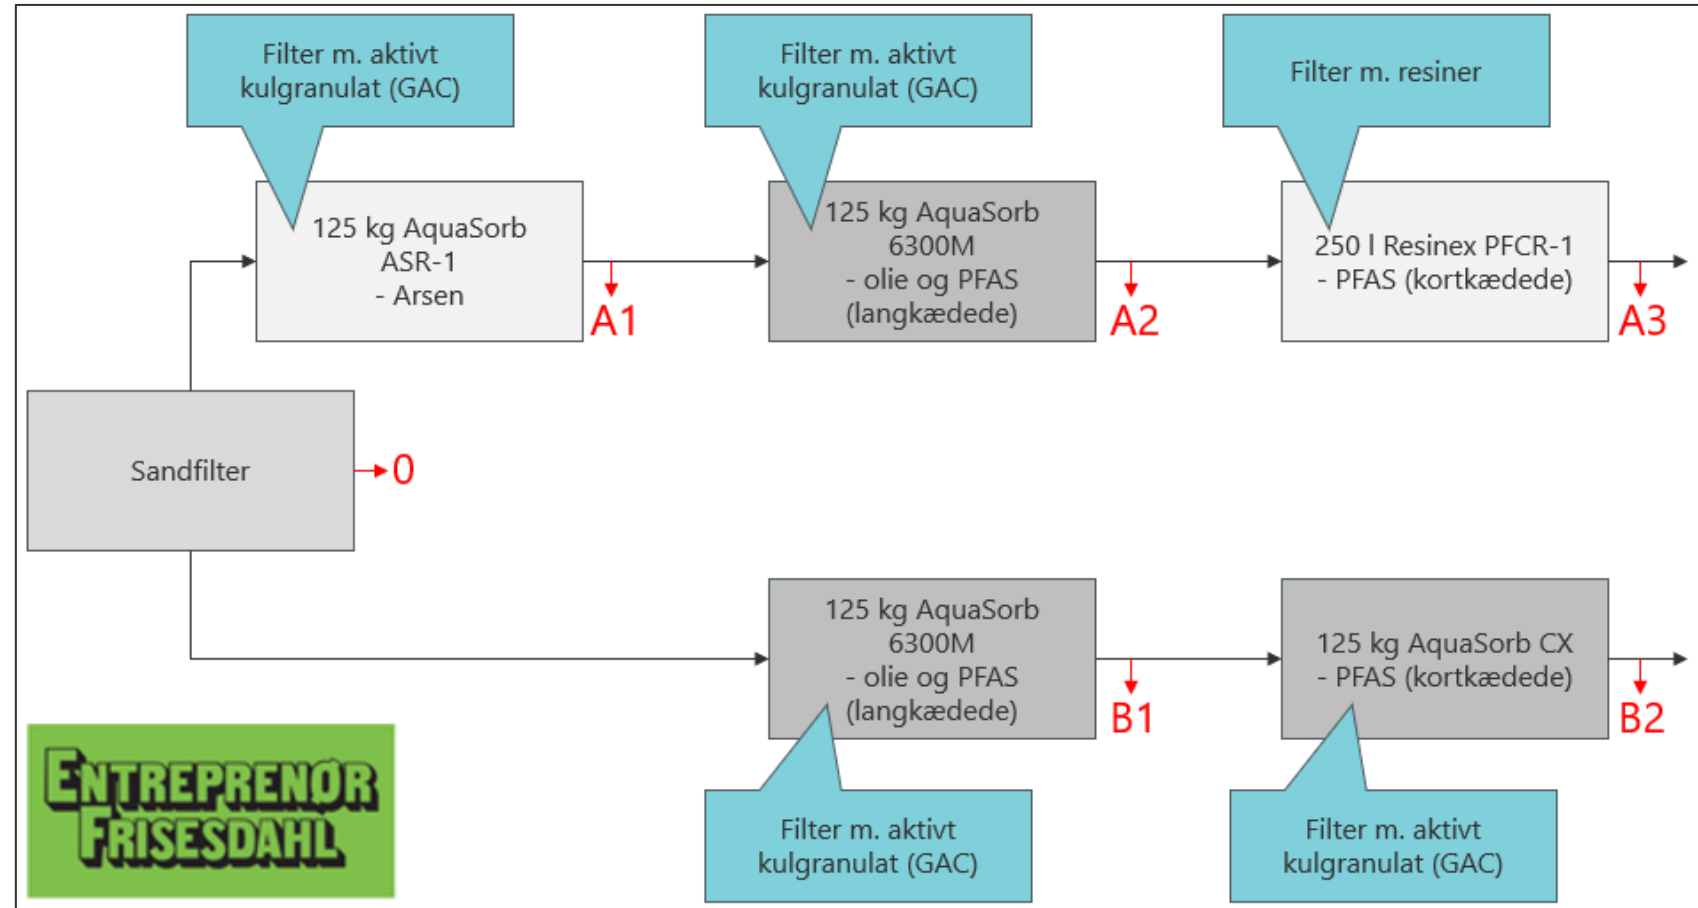 Filter m. aktivt
kulgranulat (GAC)
Filter m. aktivt
kulgranulat (GAC)
Filter m. resiner
125 kg AquaSorb
ASR-1
- Arsen
A1
125 kg AquaSorb
6300M
- olie og PFAS
(langkædede)
A2
250 l Resinex PFCR-1
- PFAS (kortkædede)
A3
Sandfilter
0
125 kg AquaSorb
6300M
- olie og PFAS
(langkædede)
B1
125 kg AquaSorb CX
- PFAS (kortkædede)
B2
ENTREPRENØR
FRISESDAHL
Filter m. aktivt
kulgranulat (GAC)
Filter m. aktivt
kulgranulat (GAC)